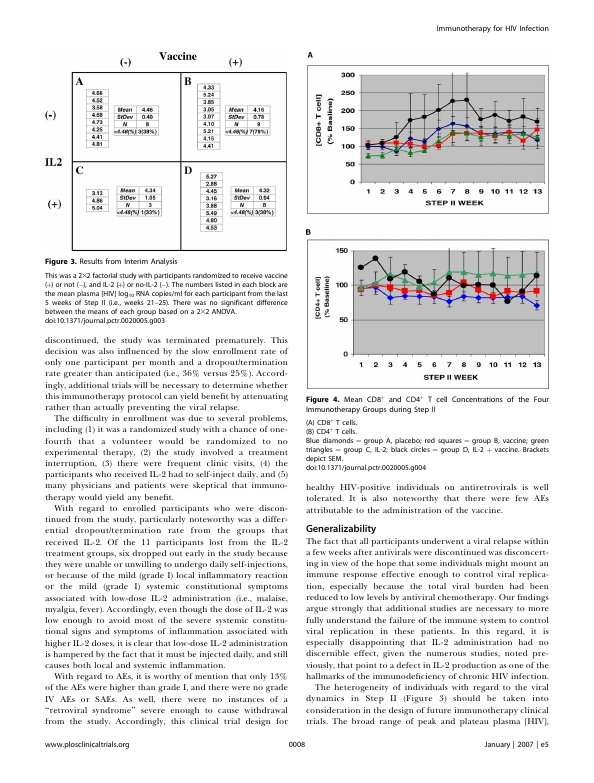 Immunotherapy for HIV Infection
Vaccine
(-)
(+)
A
4.66
4.52
3.58
4.68
4.73
4.25
4.41
4.81
Mean 4.46
StDev 0.40
N 8
<4.48(%) 3(38%)
B
4.33
5.24
3.85
3.05
3.07
4.10
5.21
4.15
4.41
Mean 4.16
StDev 0.78
N 9
<4.48(%) 7(78%)
(-)
IL2
(+)
C
3.13
4.86
5.04
Mean 4.34
StDev 1.05
N 3
<4.48(%) 1(33%)
D
5.27
2.86
4.45
3.16
3.88
5.49
4.80
4.53
Mean 4.32
StDev 0.94
N 8
<4.48(%) 3(38%)
Figure 3. Results from Interim Analysis
This was a 2×2 factorial study with participants randomized to receive vaccine
(+) or not (−), and IL-2 (+) or no-IL-2 (−). The numbers listed in each block are
the mean plasma [HIV] log10 RNA copies/ml for each participant from the last
5 weeks of Step II (i.e., weeks 21–25). There was no significant difference
between the means of each group based on a 2×2 ANOVA.
doi:10.1371/journal.pctr.0020005.g003
discontinued, the study was terminated prematurely. This
decision was also influenced by the slow enrollment rate of
only one participant per month and a dropout/termination
rate greater than anticipated (i.e., 36% versus 25%). Accord-
ingly, additional trials will be necessary to determine whether
this immunotherapy protocol can yield benefit by attenuating
rather than actually preventing the viral relapse.
The difficulty in enrollment was due to several problems,
including (1) it was a randomized study with a chance of one-
fourth that a volunteer would be randomized to no
experimental therapy, (2) the study involved a treatment
interruption, (3) there were frequent clinic visits, (4) the
participants who received IL-2 had to self-inject daily, and (5)
many physicians and patients were skeptical that immuno-
therapy would yield any benefit.
With regard to enrolled participants who were discon-
tinued from the study, particularly noteworthy was a differ-
ential dropout/termination rate from the groups that
received IL-2. Of the 11 participants lost from the IL-2
treatment groups, six dropped out early in the study because
they were unable or unwilling to undergo daily self-injections,
or because of the mild (grade I) local inflammatory reaction
or the mild (grade I) systemic constitutional symptoms
associated with low-dose IL-2 administration (i.e., malaise,
myalgia, fever). Accordingly, even though the dose of IL-2 was
low enough to avoid most of the severe systemic constitu-
tional signs and symptoms of inflammation associated with
higher IL-2 doses, it is clear that low-dose IL-2 administration
is hampered by the fact that it must be injected daily, and still
causes both local and systemic inflammation.
With regard to AEs, it is worthy of mention that only 13%
of the AEs were higher than grade I, and there were no grade
IV AEs or SAEs. As well, there were no instances of a
“retroviral syndrome” severe enough to cause withdrawal
from the study. Accordingly, this clinical trial design for
A
[CD8+ T cell]
(% Baseline)
300
250
200
150
100
50
0
1 2 3 4 5 6 7 8 9 10 11 12 13
STEP II WEEK
B
[CD4+ T cell]
(% Baseline)
150
100
50
0
1 2 3 4 5 6 7 8 9 10 11 12 13
STEP II WEEK
Figure 4. Mean CD8+ and CD4+ T cell Concentrations of the Four
Immunotherapy Groups during Step II
(A) CD8+ T cells.
(B) CD4+ T cells.
Blue diamonds = group A, placebo; red squares = group B, vaccine; green
triangles = group C, IL-2; black circles = group D, IL-2 + vaccine. Brackets
depict SEM.
doi:10.1371/journal.pctr.0020005.g004
healthy HIV-positive individuals on antiretrovirals is well
tolerated. It is also noteworthy that there were few AEs
attributable to the administration of the vaccine.
Generalizability
The fact that all participants underwent a viral relapse within
a few weeks after antivirals were discontinued was disconcert-
ing in view of the hope that some individuals might mount an
immune response effective enough to control viral replica-
tion, especially because the total viral burden had been
reduced to low levels by antiviral chemotherapy. Our findings
argue strongly that additional studies are necessary to more
fully understand the failure of the immune system to control
viral replication in these patients. In this regard, it is
especially disappointing that IL-2 administration had no
discernible effect, given the numerous studies, noted pre-
viously, that point to a defect in IL-2 production as one of the
hallmarks of the immunodeficiency of chronic HIV infection.
The heterogeneity of individuals with regard to the viral
dynamics in Step II (Figure 3) should be taken into
consideration in the design of future immunotherapy clinical
trials. The broad range of peak and plateau plasma [HIV],
www.plosclinicaltrials.org
0008
January | 2007 | e5